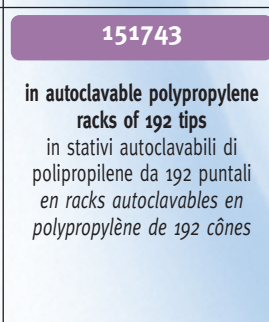 151743
in autoclavable polypropylene
racks of 192 tips
in stativi autoclavabili di
polipropilene da 192 puntali
en racks autoclavables en
polypropylène de 192 cônes